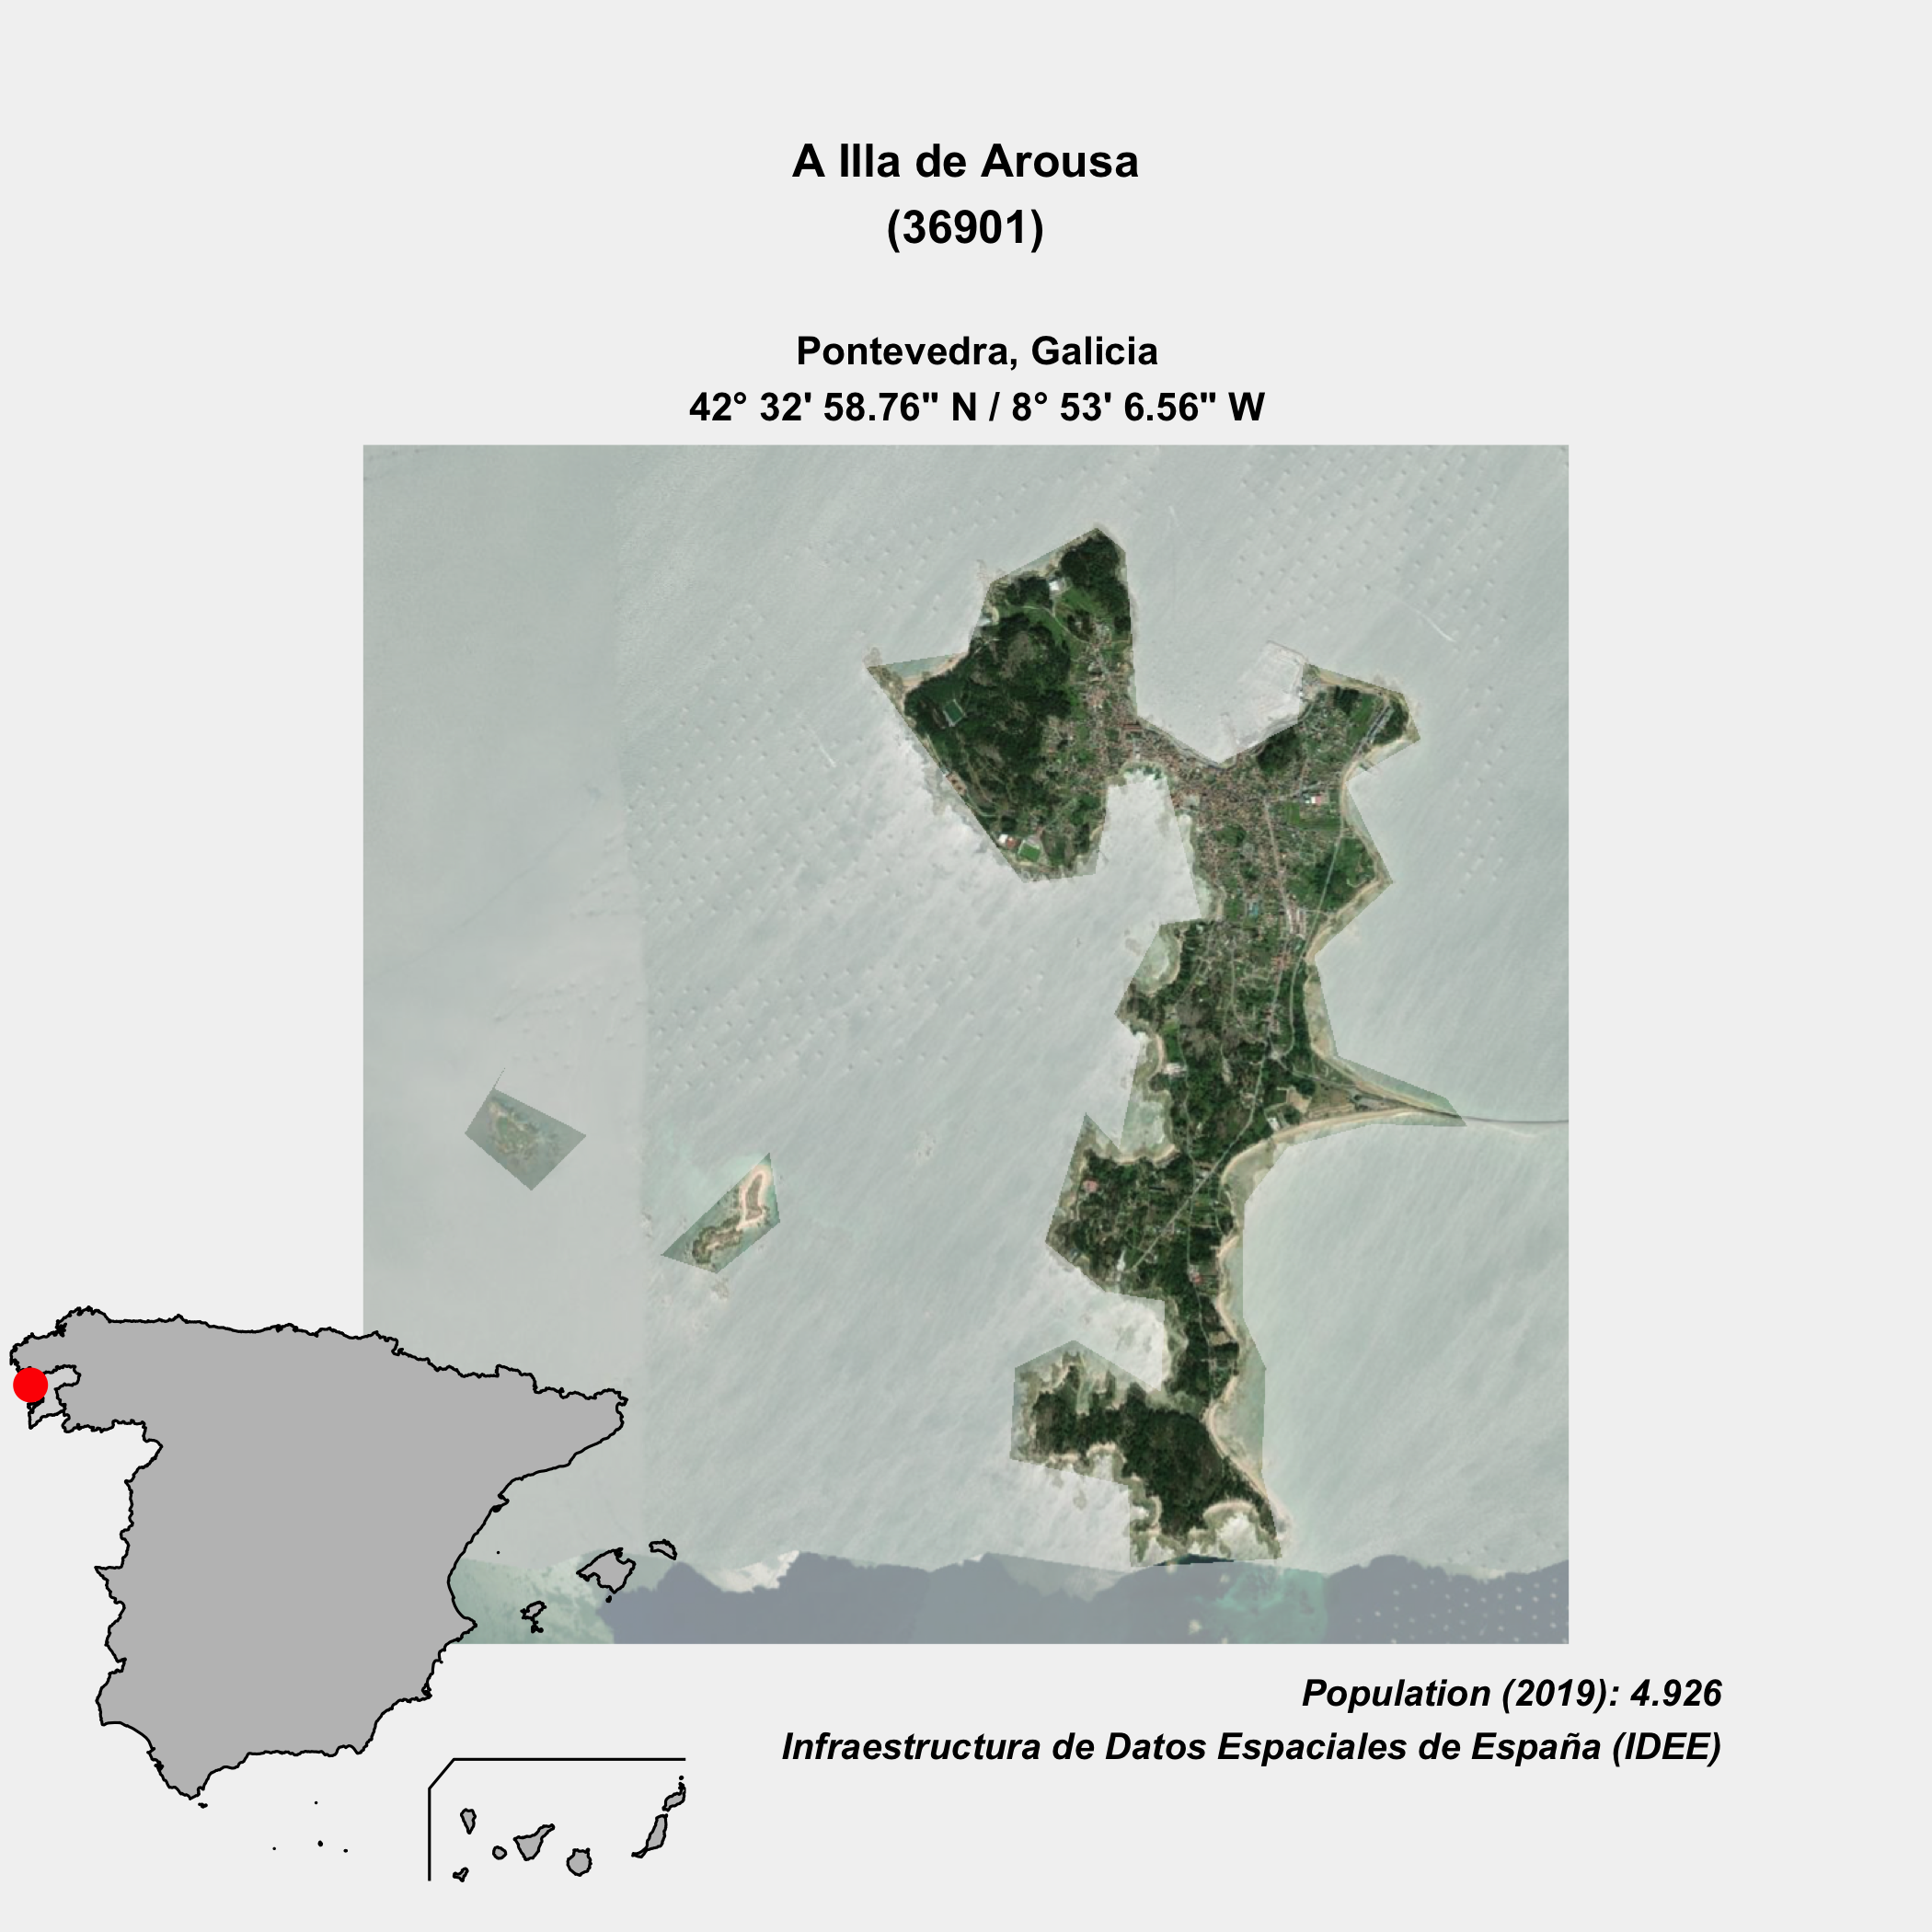 A Illa de Arousa
(36901)
Pontevedra, Galicia
42° 32' 58.76" N / 8° 53' 6.56" W
Population (2019): 4.926
Infraestructura de Datos Espaciales de España (IDEE)